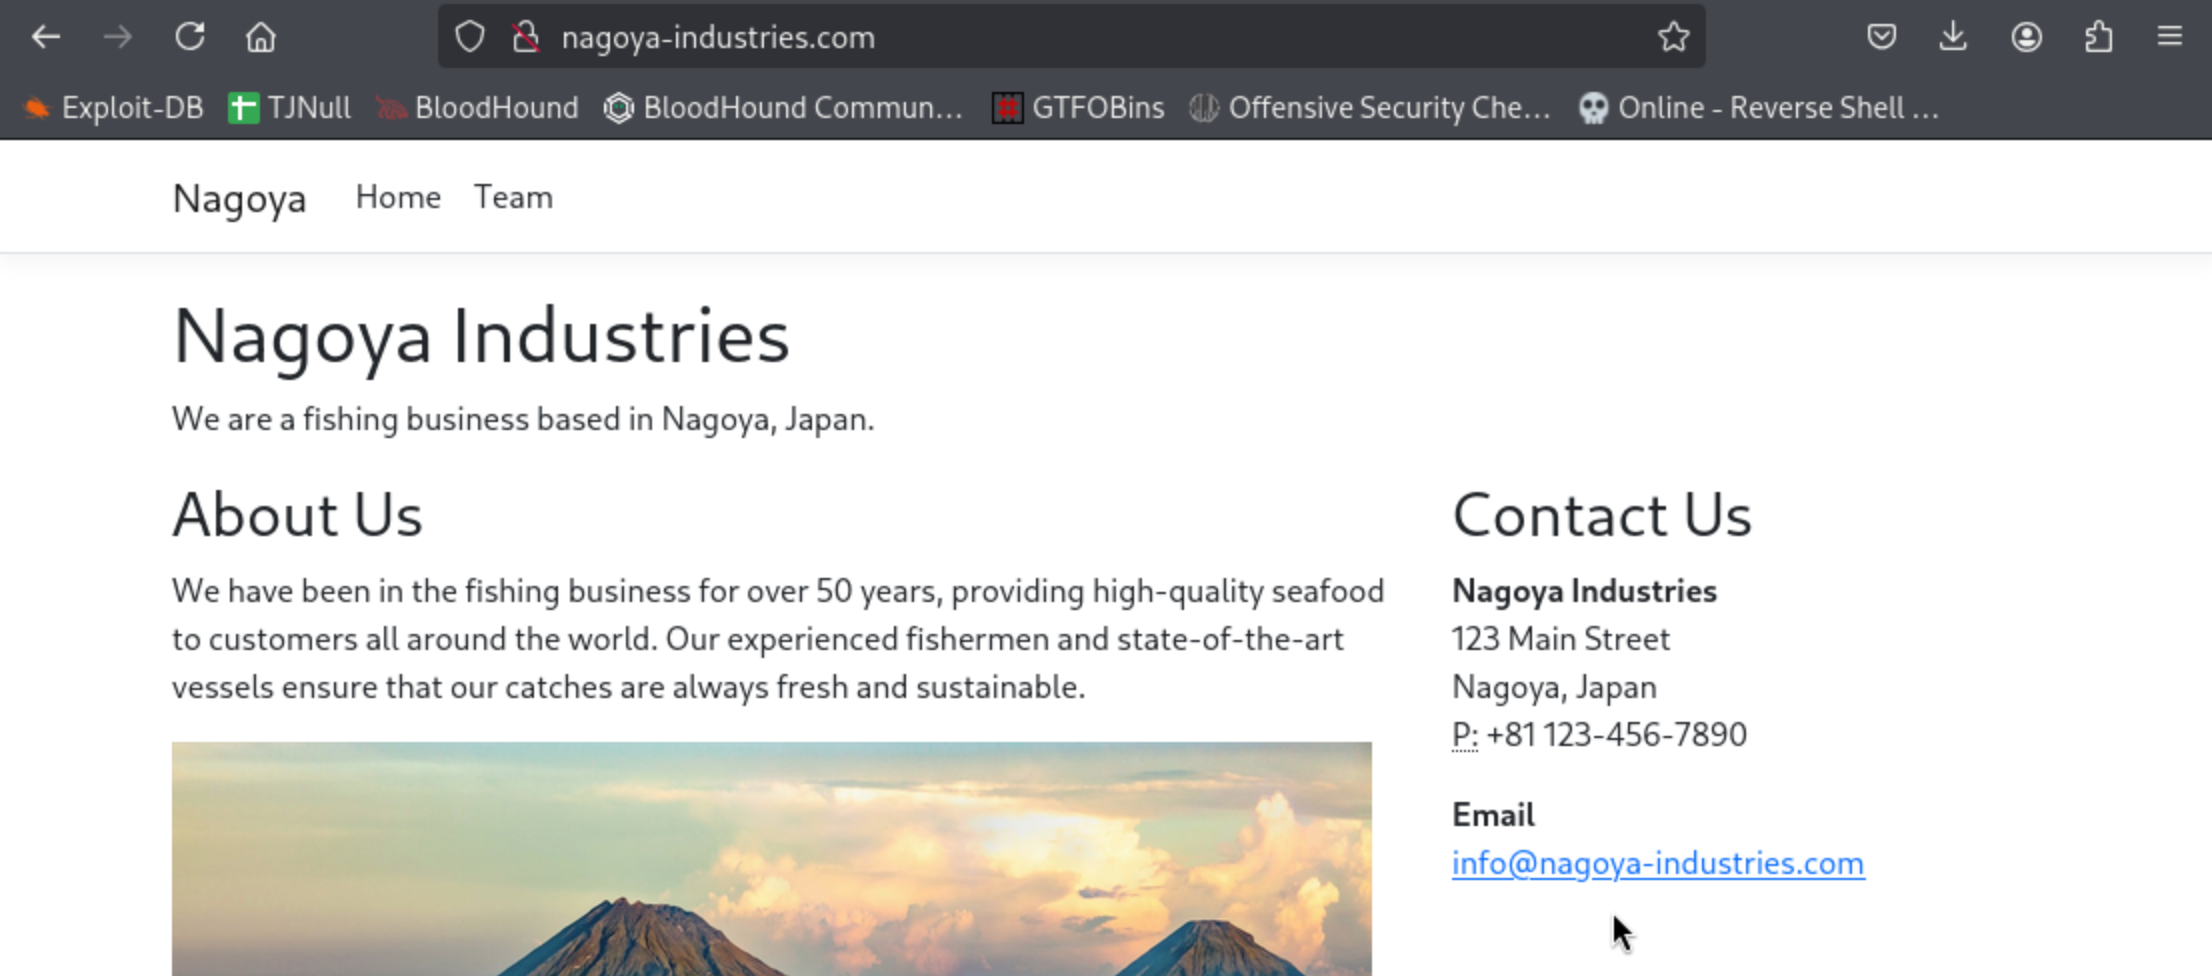 nagoya-industries.com
Exploit-DB TJNull BloodHound BloodHound Commun... GTFOBins Offensive Security Che... Online - Reverse Shell ...
Nagoya Home Team
Nagoya Industries
We are a fishing business based in Nagoya, Japan.
About Us
We have been in the fishing business for over 50 years, providing high-quality seafood
to customers all around the world. Our experienced fishermen and state-of-the-art
vessels ensure that our catches are always fresh and sustainable.
Contact Us
Nagoya Industries
123 Main Street
Nagoya, Japan
P: +81 123-456-7890
Email
info@nagoya-industries.com